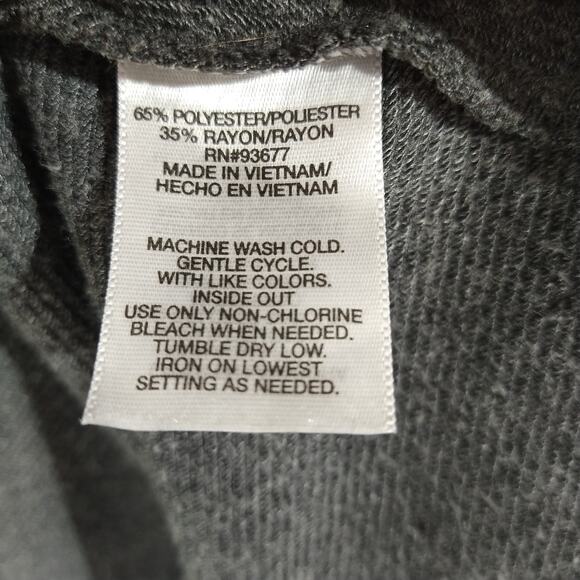 65% POLYESTER/POLIESTER
35% RAYON/RAYON
RN#93677
MADE IN VIETNAM/
HECHO EN VIETNAM
MACHINE WASH COLD.
GENTLE CYCLE.
WITH LIKE COLORS.
INSIDE OUT
USE ONLY NON-CHLORINE
BLEACH WHEN NEEDED.
TUMBLE DRY LOW.
IRON ON LOWEST
SETTING AS NEEDED.